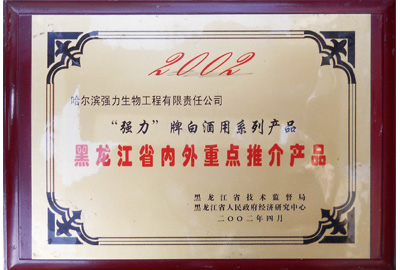 2002
哈尔滨强力生物工程有限责任公司
“强力”牌白酒用系列产品
黑龙江省内外重点推介产品
黑龙江省技术监督局
黑龙江省人民政府经济研究中心
二〇〇二年四月